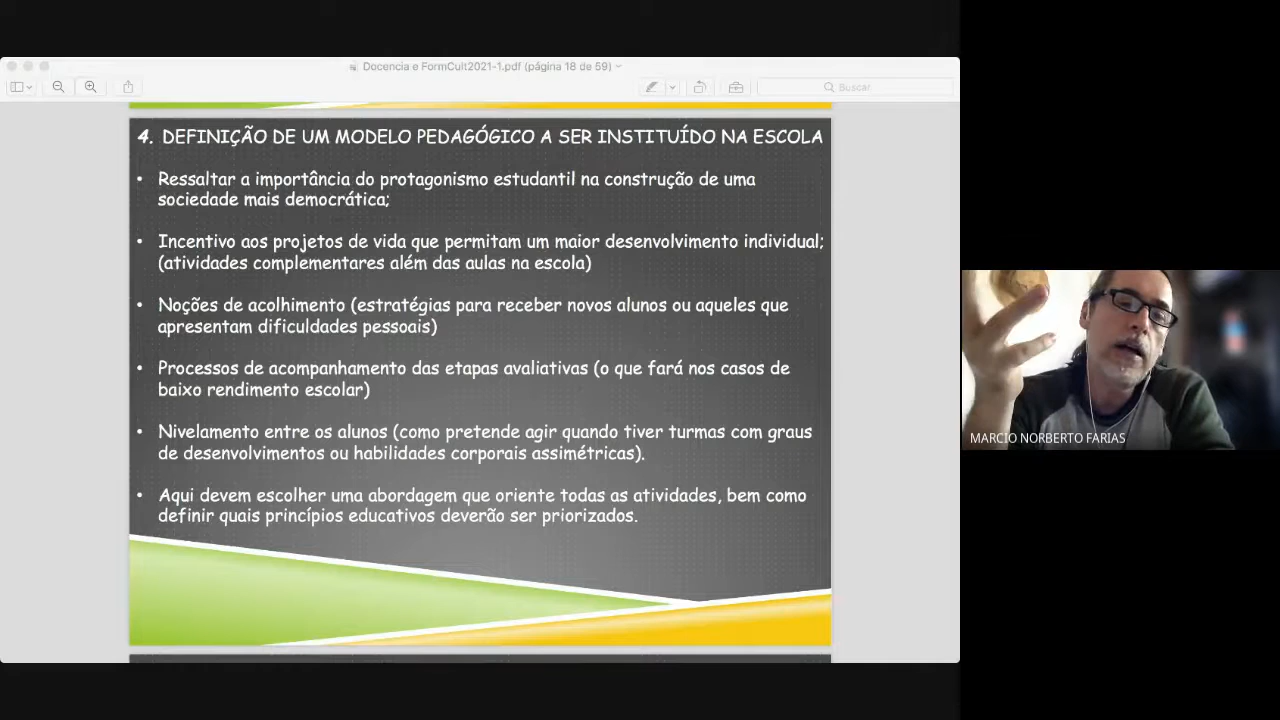 Docencia e FormCult2021-1.pdf (página 18 de 59)
Buscar
4. DEFINIÇÃO DE UM MODELO PEDAGÓGICO A SER INSTITUÍDO NA ESCOLA
• Ressaltar a importância do protagonismo estudantil na construção de uma
sociedade mais democrática;
• Incentivo aos projetos de vida que permitam um maior desenvolvimento individual;
(atividades complementares além das aulas na escola)
• Noções de acolhimento (estratégias para receber novos alunos ou aqueles que
apresentam dificuldades pessoais)
• Processos de acompanhamento das etapas avaliativas (o que fará nos casos de
baixo rendimento escolar)
• Nivelamento entre os alunos (como pretende agir quando tiver turmas com graus
de desenvolvimentos ou habilidades corporais assimétricas).
• Aqui devem escolher uma abordagem que oriente todas as atividades, bem como
definir quais princípios educativos deverão ser priorizados.
MARCIO NORBERTO FARIAS